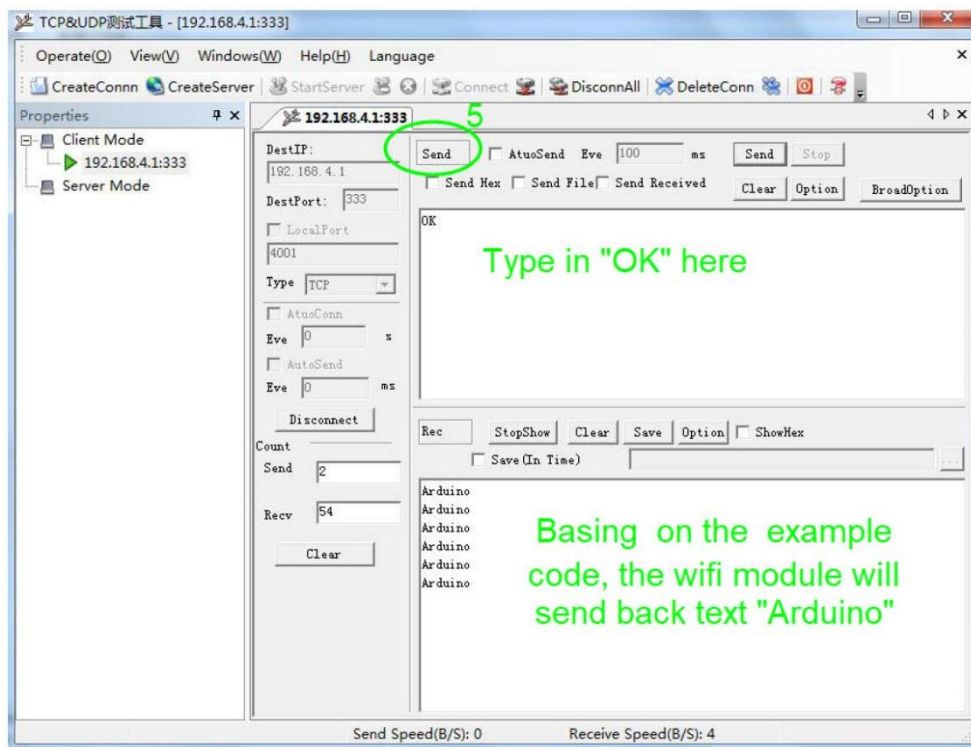 TCP&UDP测试工具 - [192.168.4.1:333]
Operate(O) View(V) Windows(W) Help(H) Language
CreateConnn CreateServer StartServer Connect DisconnAll DeleteConn
Properties
192.168.4.1:333
5
Client Mode
192.168.4.1:333
Server Mode
DestIP:
192.168.4.1
DestPort: 333
LocalPort
4001
Type TCP
AtuoConn
Eve 0 s
AutoSend
Eve 0 ms
Disconnect
Count
Send 2
Recv 54
Clear
Send AtuoSend Eve 100 ms Send Stop
Send Hex Send File Send Received Clear Option BroadOption
OK
Type in "OK" here
Rec StopShow Clear Save Option ShowHex
Save(In Time) ...
Arduino
Arduino
Arduino
Arduino
Arduino
Arduino
Basing on the example
code, the wifi module will
send back text "Arduino"
Send Speed(B/S): 0 Receive Speed(B/S): 4